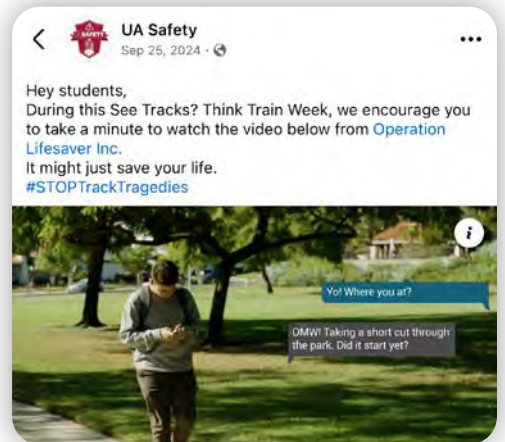 SAFETY
UA Safety
Sep 25, 2024 ·
Hey students,
During this See Tracks? Think Train Week, we encourage you
to take a minute to watch the video below from Operation
Lifesaver Inc.
It might just save your life.
#STOPTrackTragedies
i
Yo! Where you at?
OMW! Taking a short cut through
the park. Did it start yet?